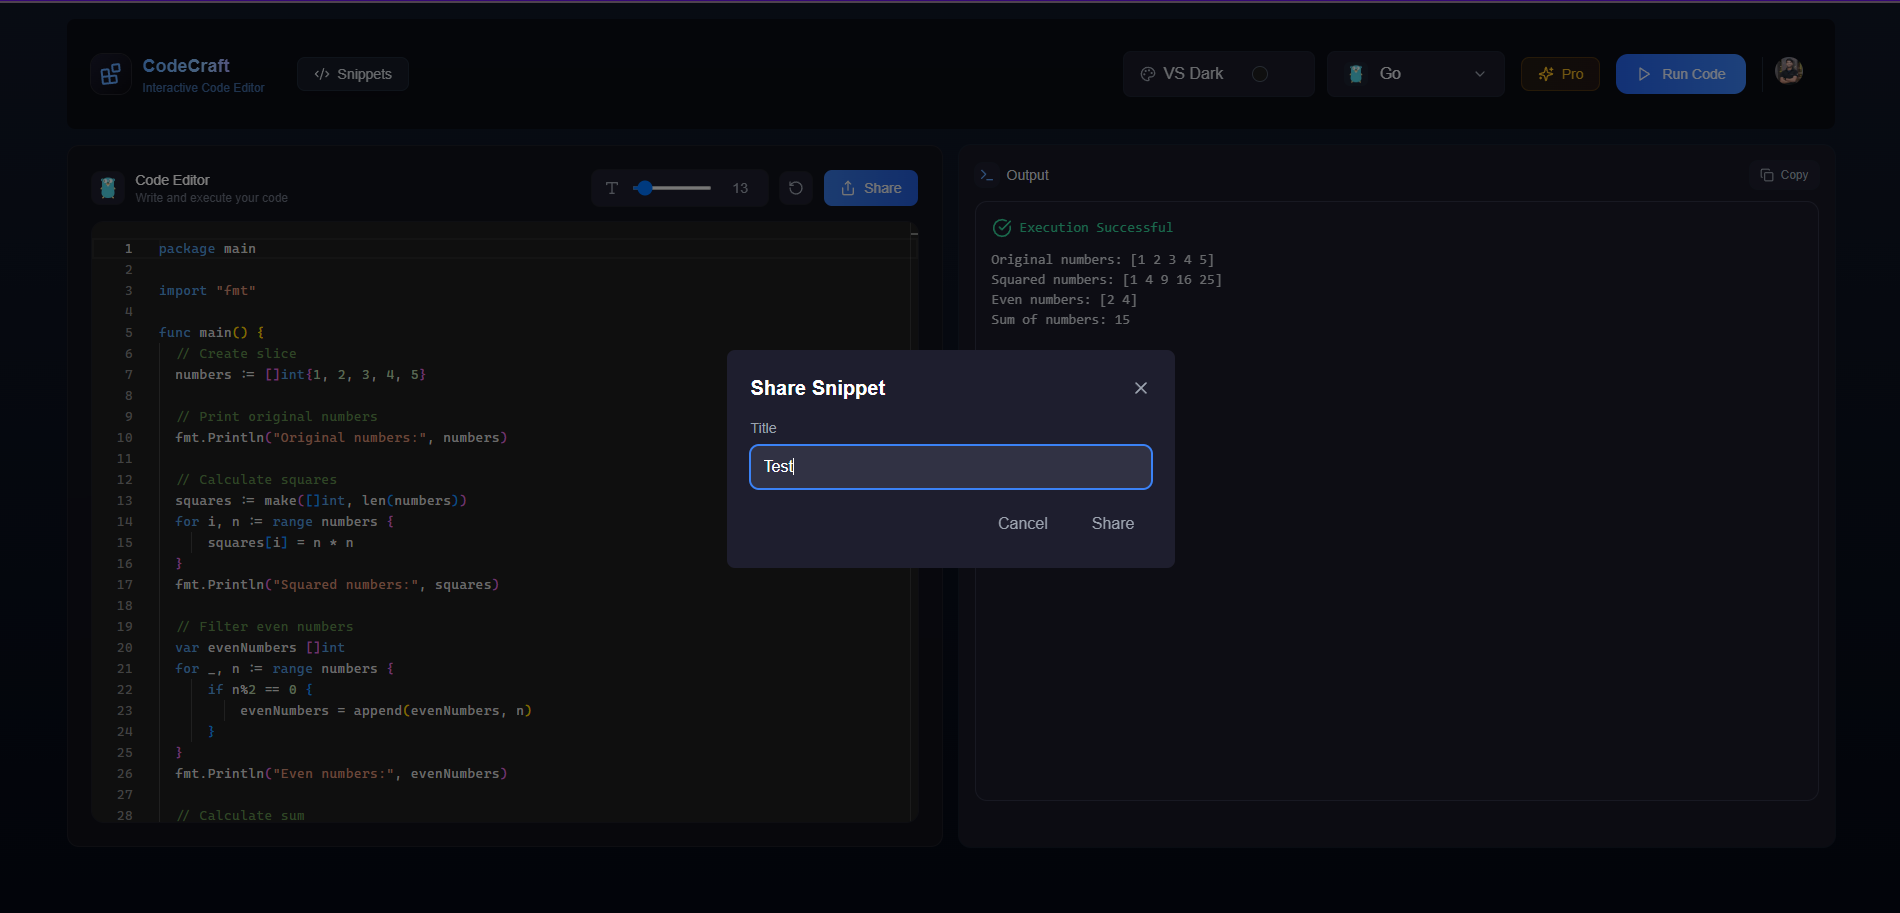 CodeCraft
Interactive Code Editor
</> Snippets
VS Dark
Go
Pro
Run Code
Code Editor
Write and execute your code
T
13
Share
1 package main
2
3 import "fmt"
4
5 func main() {
6 // Create slice
7 numbers := []int{1, 2, 3, 4, 5}
8
9 // Print original numbers
10 fmt.Println("Original numbers:", numbers)
11
12 // Calculate squares
13 squares := make([]int, len(numbers))
14 for i, n := range numbers {
15 squares[i] = n * n
16 }
17 fmt.Println("Squared numbers:", squares)
18
19 // Filter even numbers
20 var evenNumbers []int
21 for _, n := range numbers {
22 if n%2 == 0 {
23 evenNumbers = append(evenNumbers, n)
24 }
25 }
26 fmt.Println("Even numbers:", evenNumbers)
27
28 // Calculate sum
Output
Copy
Execution Successful
Original numbers: [1 2 3 4 5]
Squared numbers: [1 4 9 16 25]
Even numbers: [2 4]
Sum of numbers: 15
Share Snippet
Title
Test
Cancel
Share